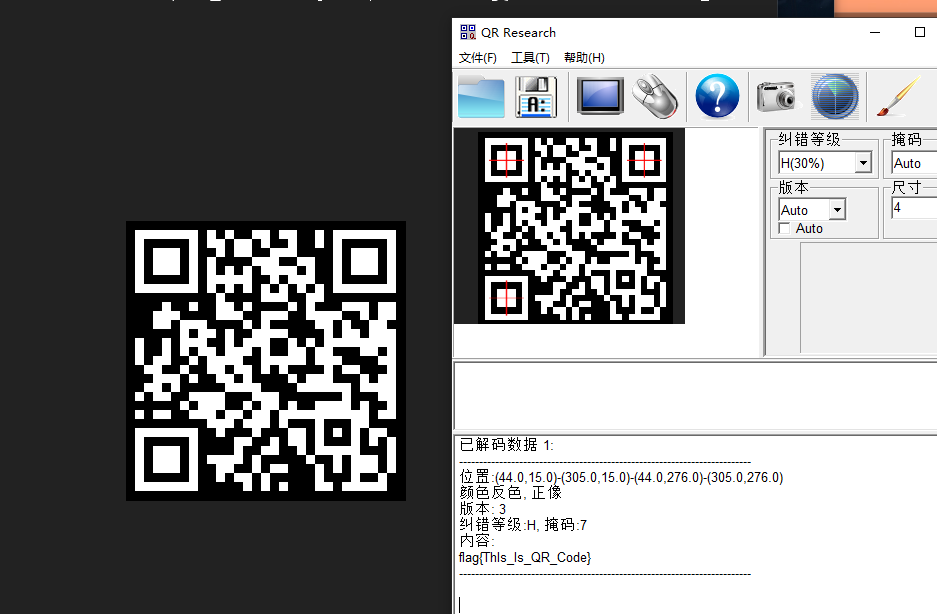 QR Research
文件(F) 工具(T) 帮助(H)
A:
?
纠错等级 掩码
H(30%) Auto
版本 尺寸
Auto 4
Auto
已解码数据 1:
-------------------------------------------------------------------------
位置:(44.0,15.0)-(305.0,15.0)-(44.0,276.0)-(305.0,276.0)
颜色反色, 正像
版本: 3
纠错等级:H, 掩码:7
内容:
flag{ThIs_Is_QR_Code}
-------------------------------------------------------------------------